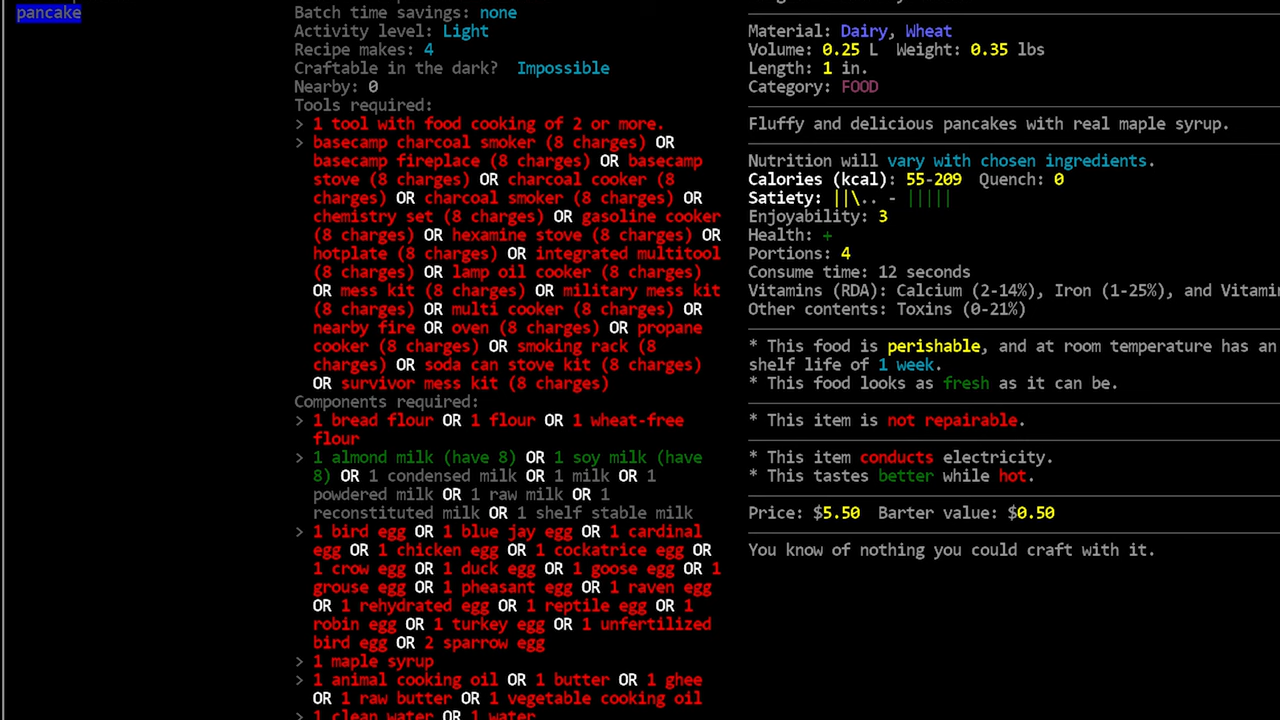 pancake
Batch time savings: none
Activity level: Light
Recipe makes: 4
Craftable in the dark? Impossible
Nearby: 0
Tools required:
> 1 tool with food cooking of 2 or more.
> basecamp charcoal smoker (8 charges) OR
basecamp fireplace (8 charges) OR basecamp
stove (8 charges) OR charcoal cooker (8
charges) OR charcoal smoker (8 charges) OR
chemistry set (8 charges) OR gasoline cooker
(8 charges) OR hexamine stove (8 charges) OR
hotplate (8 charges) OR integrated multitool
(8 charges) OR lamp oil cooker (8 charges)
OR mess kit (8 charges) OR military mess kit
(8 charges) OR multi cooker (8 charges) OR
nearby fire OR oven (8 charges) OR propane
cooker (8 charges) OR smoking rack (8
charges) OR soda can stove kit (8 charges)
OR survivor mess kit (8 charges)
Components required:
> 1 bread flour OR 1 flour OR 1 wheat-free
flour
> 1 almond milk (have 8) OR 1 soy milk (have
8) OR 1 condensed milk OR 1 milk OR 1
powdered milk OR 1 raw milk OR 1
reconstituted milk OR 1 shelf stable milk
> 1 bird egg OR 1 blue jay egg OR 1 cardinal
egg OR 1 chicken egg OR 1 cockatrice egg OR
1 crow egg OR 1 duck egg OR 1 goose egg OR 1
grouse egg OR 1 pheasant egg OR 1 raven egg
OR 1 rehydrated egg OR 1 reptile egg OR 1
robin egg OR 1 turkey egg OR 1 unfertilized
bird egg OR 2 sparrow egg
> 1 maple syrup
> 1 animal cooking oil OR 1 butter OR 1 ghee
OR 1 raw butter OR 1 vegetable cooking oil
> 1 clean water OR 1 water
Material: Dairy, Wheat
Volume: 0.25 L Weight: 0.35 lbs
Length: 1 in.
Category: FOOD
Fluffy and delicious pancakes with real maple syrup.
Nutrition will vary with chosen ingredients.
Calories (kcal): 55-209 Quench: 0
Satiety: ||\.. - |||||
Enjoyability: 3
Health: +
Portions: 4
Consume time: 12 seconds
Vitamins (RDA): Calcium (2-14%), Iron (1-25%), and Vitami
Other contents: Toxins (0-21%)
* This food is perishable, and at room temperature has an
shelf life of 1 week.
* This food looks as fresh as it can be.
* This item is not repairable.
* This item conducts electricity.
* This tastes better while hot.
Price: $5.50 Barter value: $0.50
You know of nothing you could craft with it.